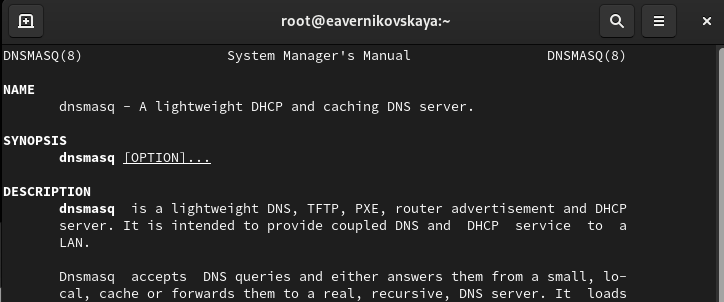 root@eavernikovskaya:~
DNSMASQ(8) System Manager's Manual DNSMASQ(8)
NAME
dnsmasq - A lightweight DHCP and caching DNS server.
SYNOPSIS
dnsmasq [OPTION]...
DESCRIPTION
dnsmasq is a lightweight DNS, TFTP, PXE, router advertisement and DHCP
server. It is intended to provide coupled DNS and DHCP service to a
LAN.
Dnsmasq accepts DNS queries and either answers them from a small, lo-
cal, cache or forwards them to a real, recursive, DNS server. It loads